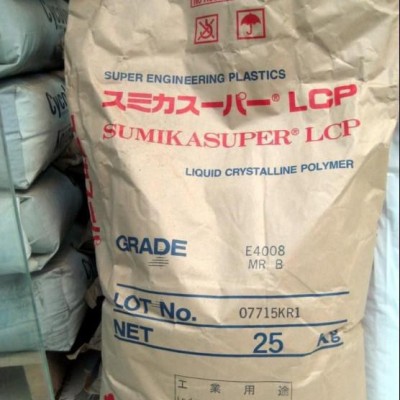 SUPER ENGINEERING PLASTICS
スミカスーパー® LCP
SUMIKASUPER® LCP
LIQUID CRYSTALLINE POLYMER
GRADE E4008
MR. B
LOT No. 07715KR1
NET 25 Kg
工業用途